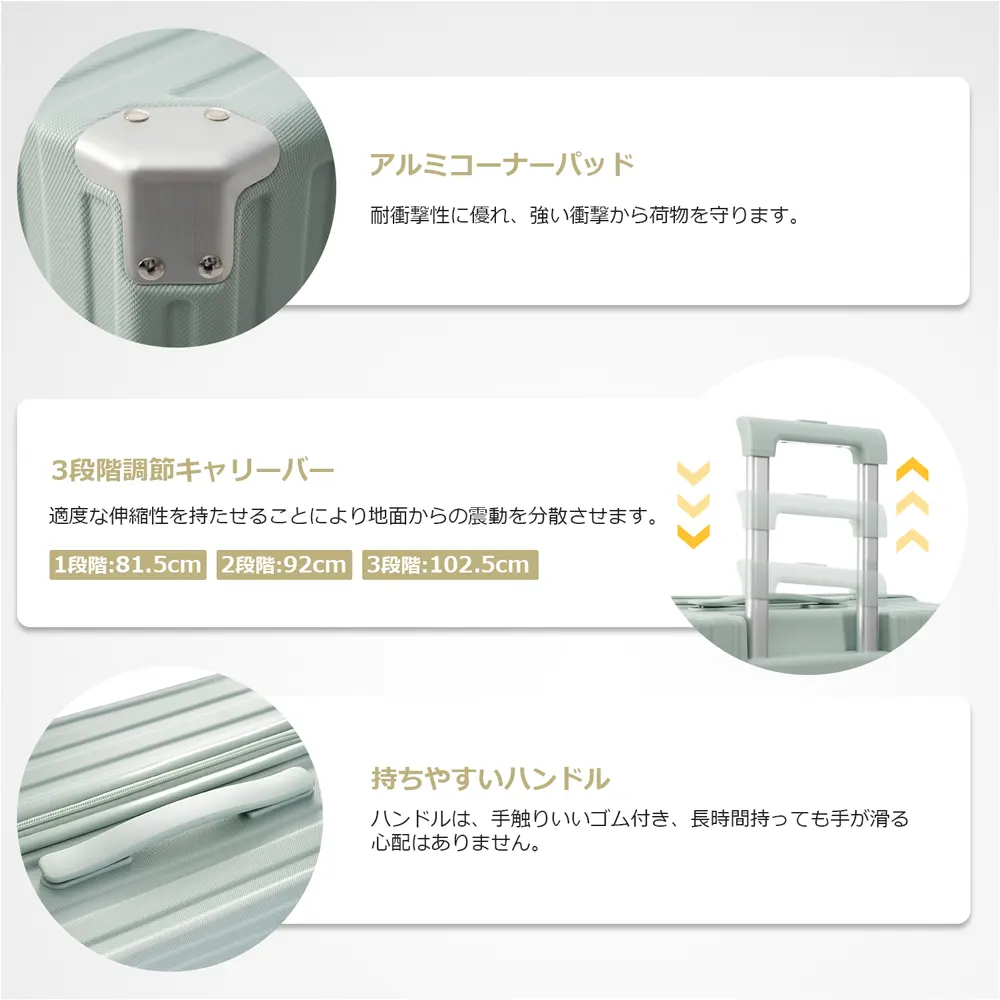 アルミコーナーパッド
耐衝撃性に優れ、強い衝撃から荷物を守ります。
3段階調節キャリーバー
適度な伸縮性を持たせることにより地面からの震動を分散させます。
1段階:81.5cm 2段階:92cm 3段階:102.5cm
持ちやすいハンドル
ハンドルは、手触りいいゴム付き、長時間持っても手が滑る
心配はありません。